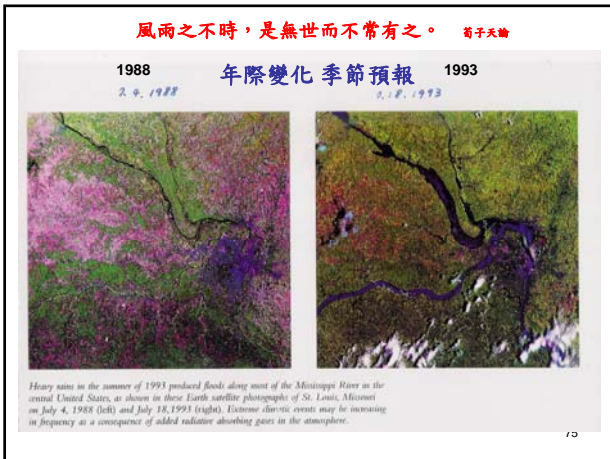 風雨之不時，是無世而不常有之。 荀子天論
1988 年際變化 季節預報 1993
7. 4. 1988
.18.1993
Heavy rains in the summer of 1993 produced floods along most of the Mississippi River in the
central United States, as shown in these Earth satellite photographs of St. Louis, Missouri
on July 4, 1988 (left) and July 18, 1993 (right). Extreme climatic events may be increasing
in frequency as a consequence of added radiative absorbing gases in the atmosphere.
75